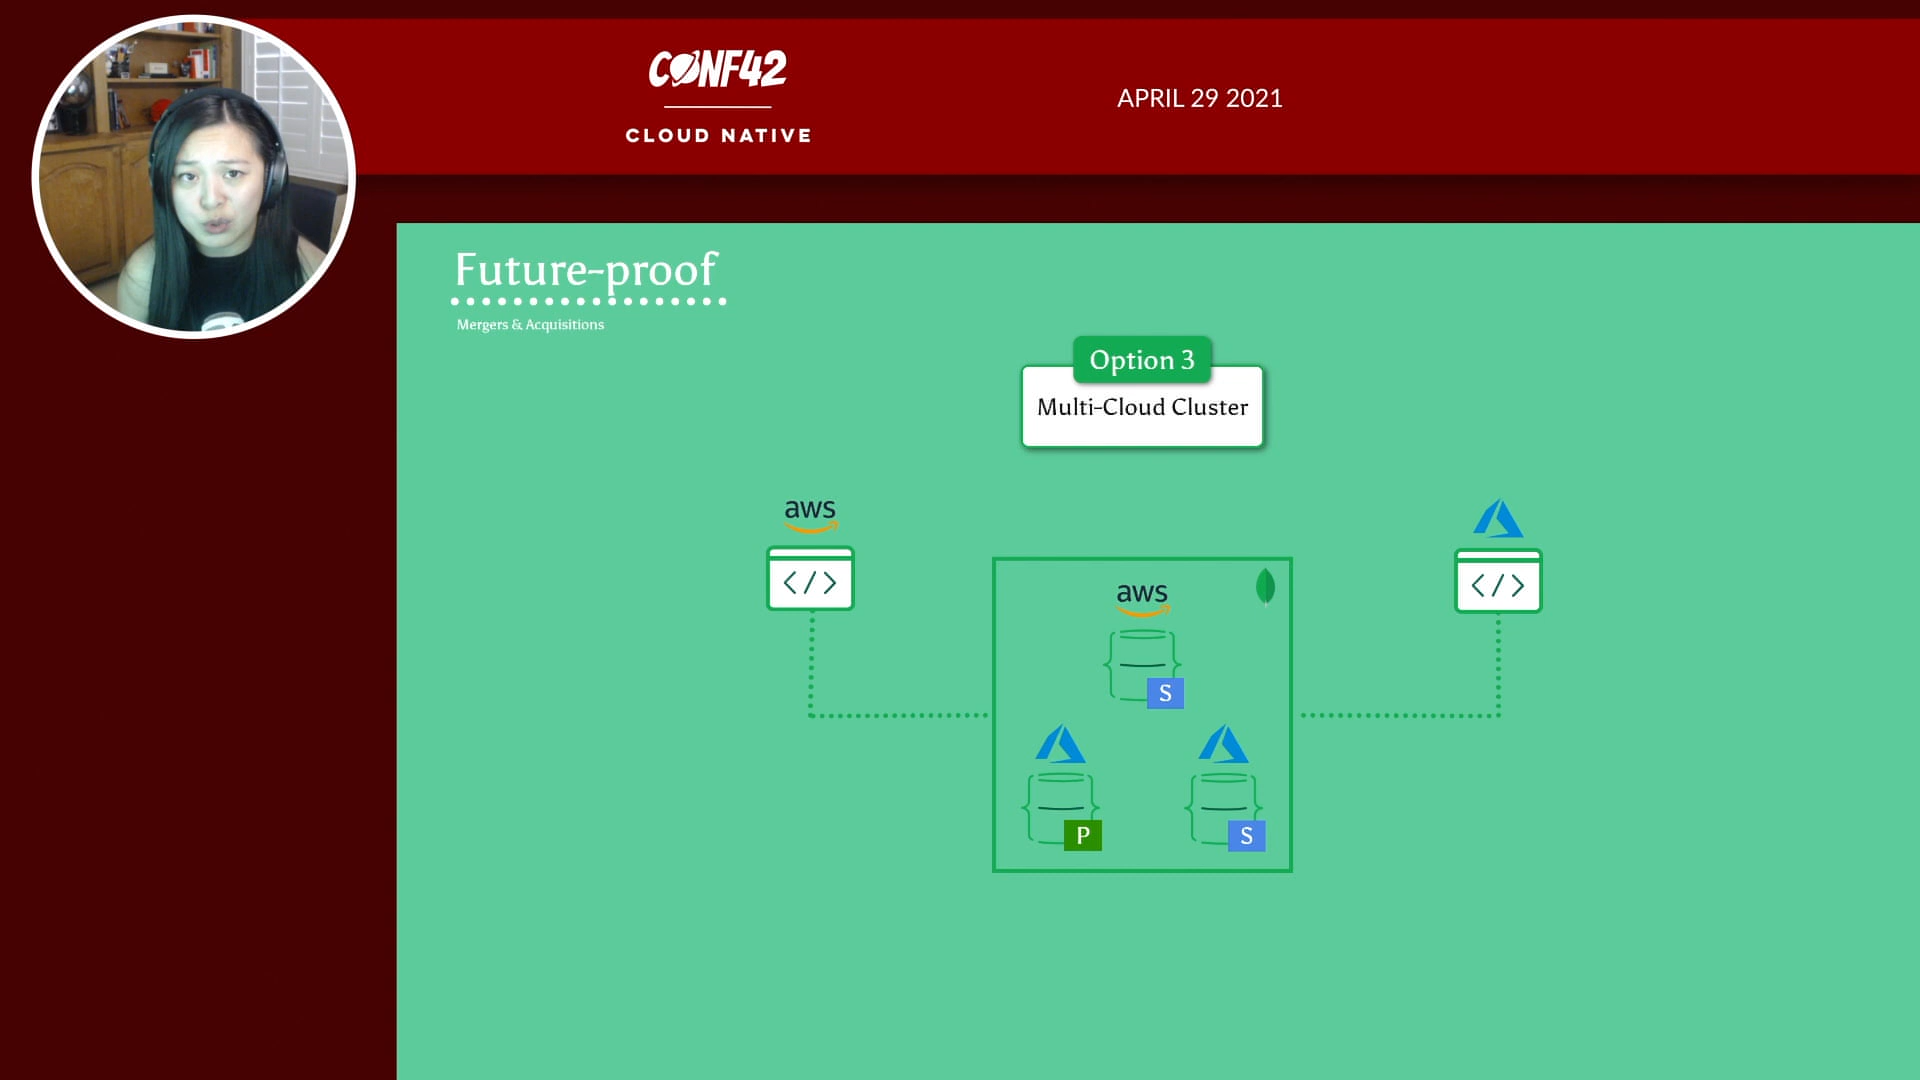 CONF42
CLOUD NATIVE
APRIL 29 2021
Future-proof
Mergers & Acquisitions
Option 3
Multi-Cloud Cluster
aws
</>
</>
aws
S
P
S